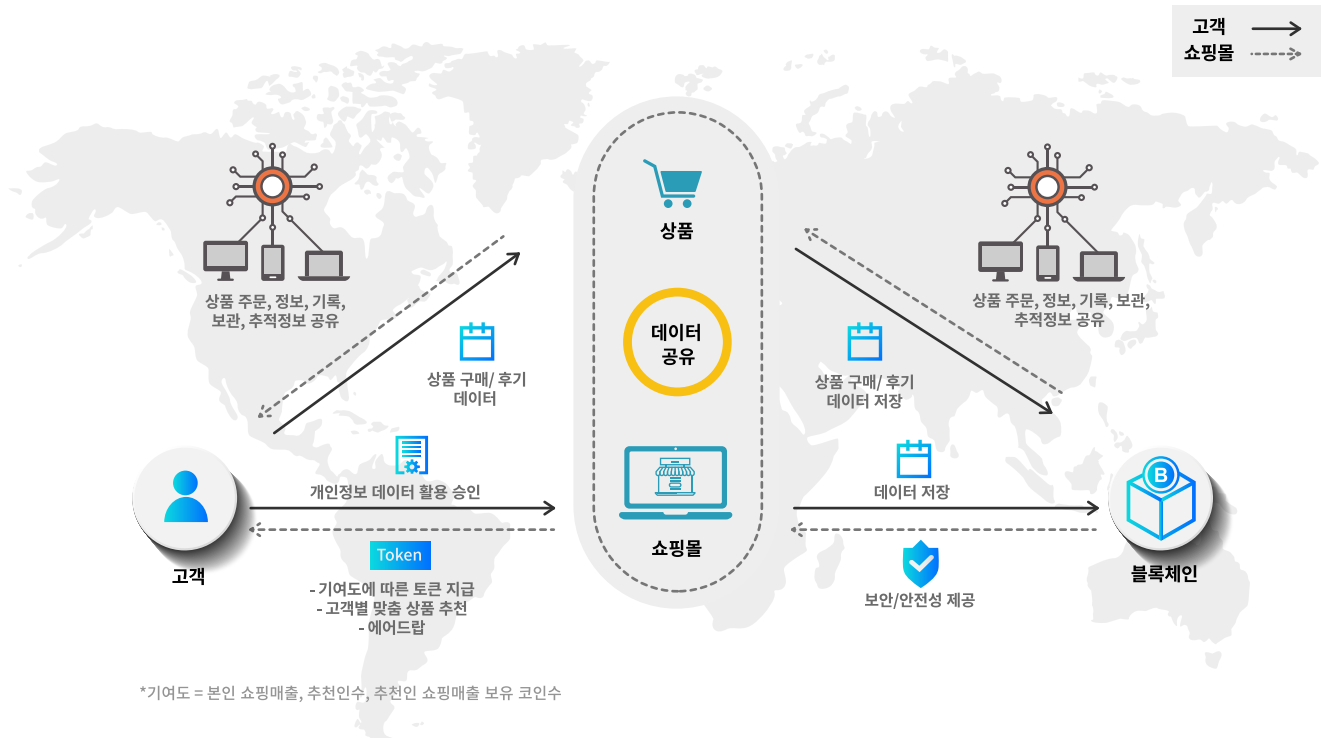 고객
쇼핑몰
상품
상품 주문, 정보, 기록,
보관, 추적정보 공유
상품 주문, 정보, 기록, 보관,
추적정보 공유
데이터
공유
상품 구매/ 후기
데이터
상품 구매/ 후기
데이터 저장
개인정보 데이터 활용 승인
데이터 저장
B
쇼핑몰
Token
고객
블록체인
- 기여도에 따른 토큰 지급
- 고객별 맞춤 상품 추천
- 에어드랍
보안/안전성 제공
*기여도 = 본인 쇼핑매출, 추천인수, 추천인 쇼핑매출 보유 코인수